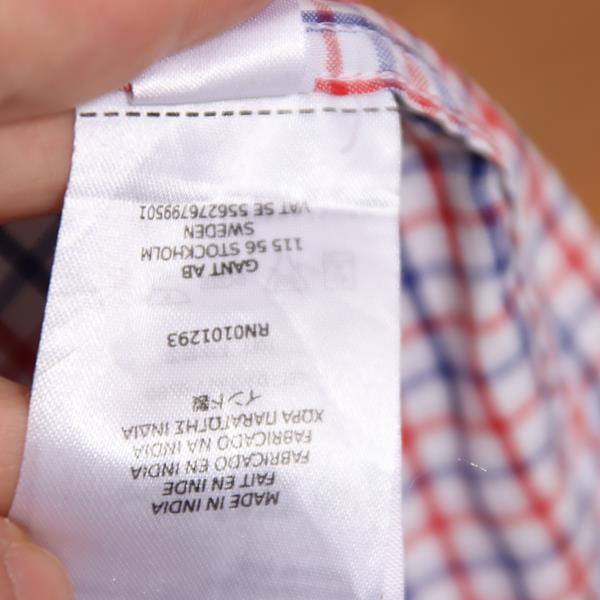 MADE IN INDIA
FAIT EN INDE
FABRICADO EN INDIA
FABRICADO NA INDIA
ΧΩΡΑ ΠΑΡΑΓΩΓΗΣ INDIA
インド製
RN0101293
GANT AB
115 56 STOCKHOLM
SWEDEN
VAT SE 556276799501